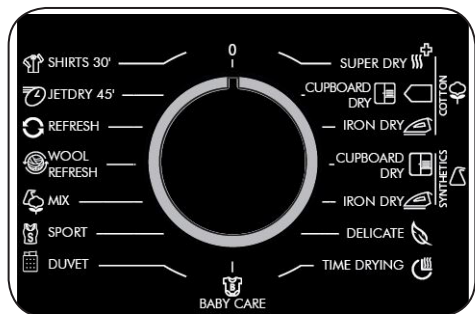 0
SHIRTS 30'
JETDRY 45'
REFRESH
WOOL
REFRESH
MIX
SPORT
DUVET
B
BABY CARE
SUPER DRY
CUPBOARD
DRY
IRON DRY
COTTON
CUPBOARD
DRY
IRON DRY
SYNTHETICS
DELICATE
TIME DRYING
S